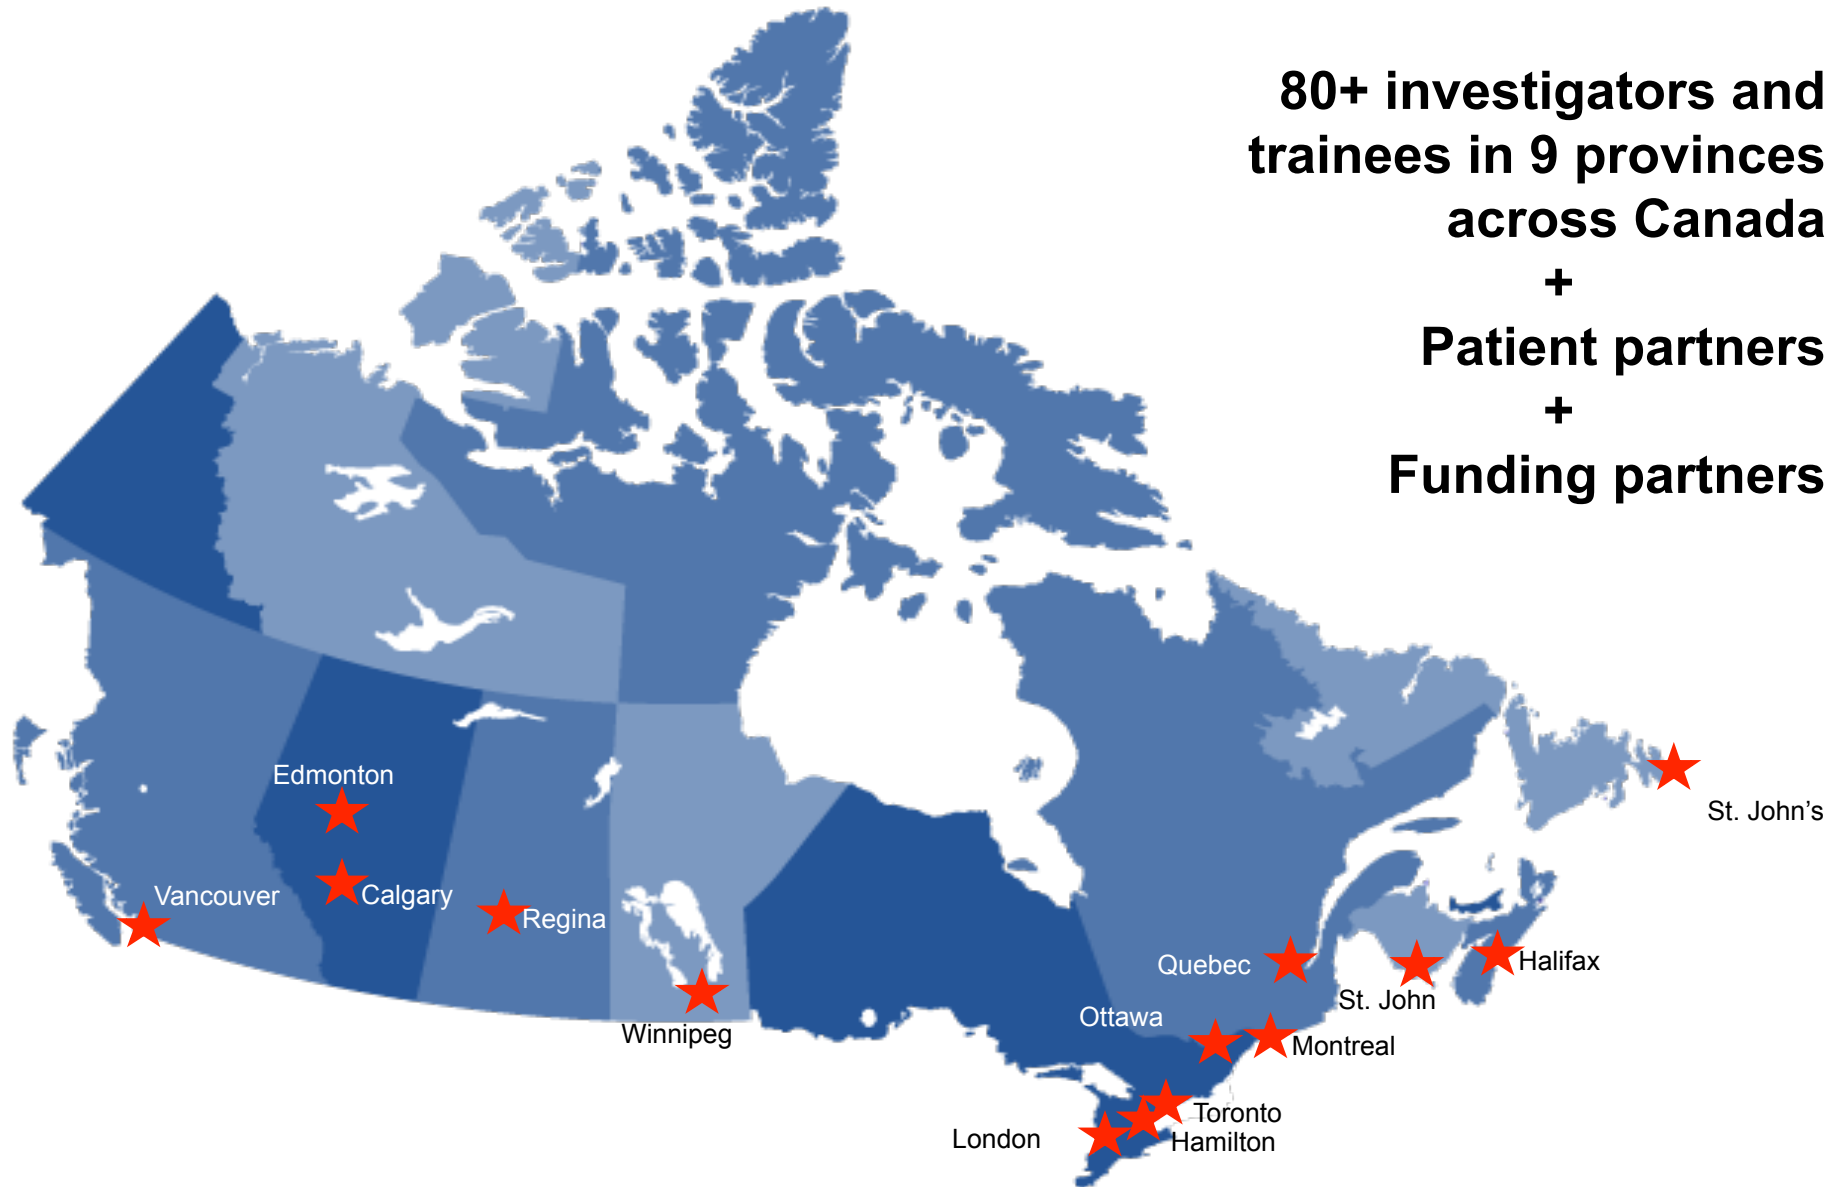 80+ investigators and
trainees in 9 provinces
across Canada
+
Patient partners
+
Funding partners
Edmonton
Vancouver
Calgary
Regina
Winnipeg
Quebec
Ottawa
Montreal
Toronto
Hamilton
London
St. John
Halifax
St. John’s